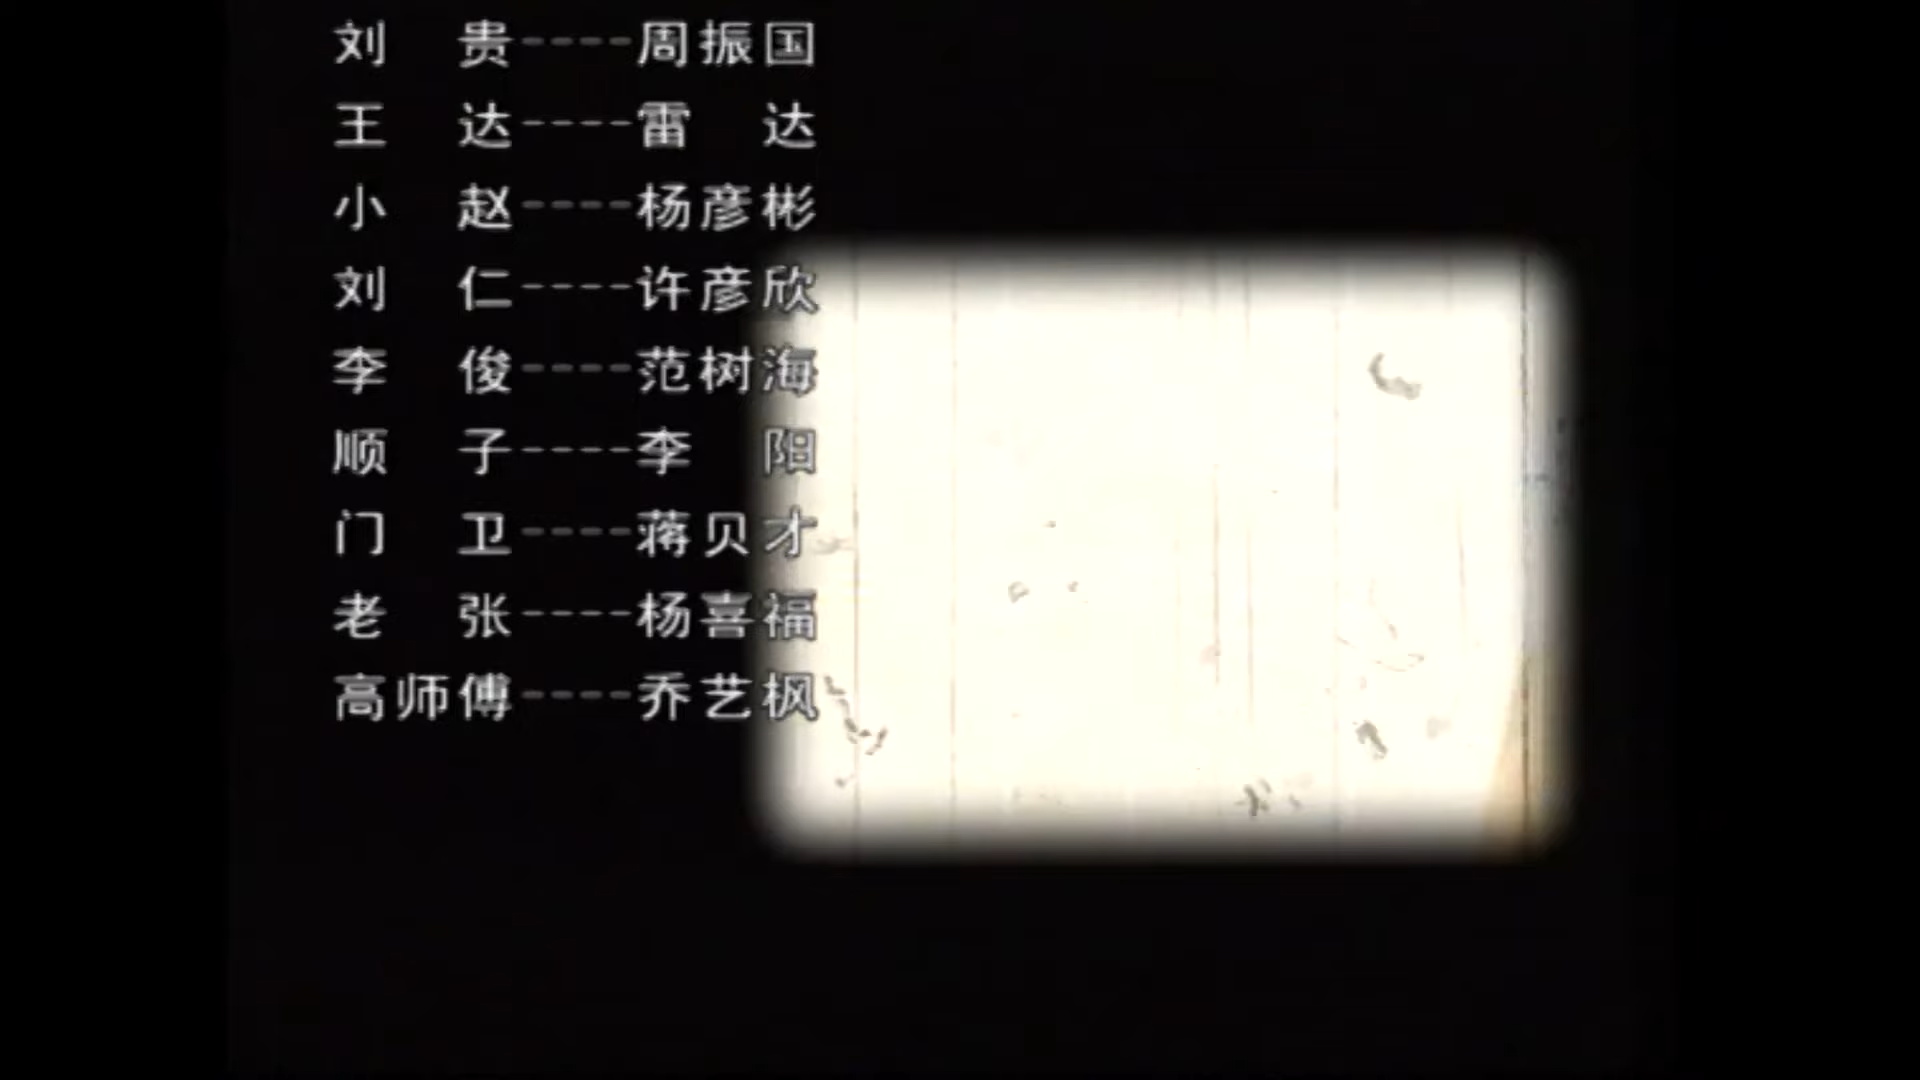 刘　贵----周振国
王　达----雷　达
小　赵----杨彦彬
刘　仁----许彦欣
李　俊----范树海
顺　子----李　阳
门　卫----蒋贝才
老　张----杨喜福
高师傅----乔艺枫